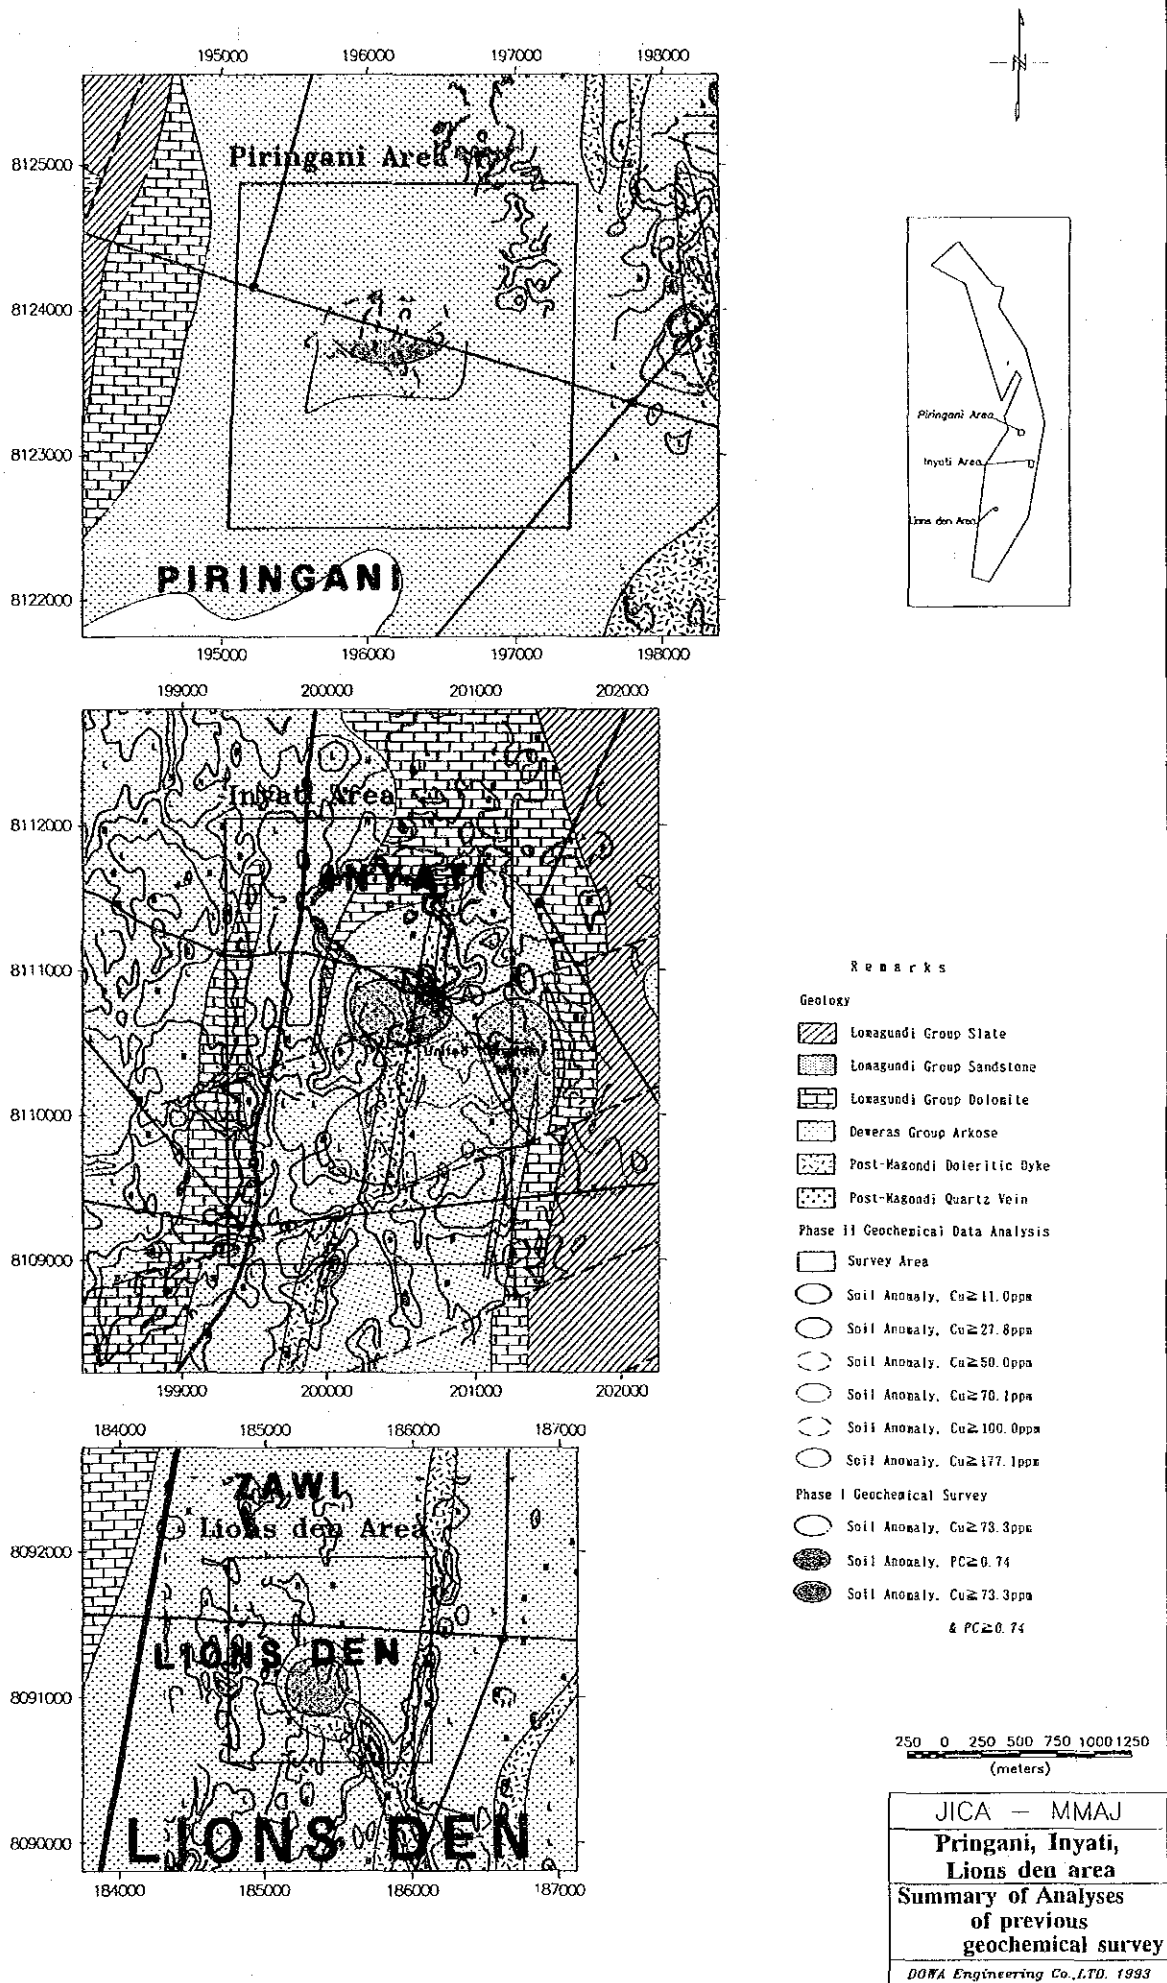 195000 196000 197000 198000
N
8125000
Piringani Area
8124000
8123000
8122000
PIRINGANI
195000 196000 197000 198000
Piringani Area
Inyati Area
Lions den Area
199000 200000 201000 202000
Inyati Area
8112000
INYATI
8111000
United
8110000
8109000
199000 200000 201000 202000
184000 185000 186000 187000
ZAWI
Lions den Area
8092000
LIONS DEN
8091000
8090000
LIONS DEN
184000 185000 186000 187000
Remarks
Geology
Lomagundi Group Slate
Lomagundi Group Sandstone
Lomagundi Group Dolomite
Deweras Group Arkose
Post-Magondi Doleritic Dyke
Post-Magondi Quartz Vein
Phase II Geochemical Data Analysis
Survey Area
Soil Anomaly, Cu≧11.0ppm
Soil Anomaly, Cu≧27.8ppm
Soil Anomaly, Cu≧50.0ppm
Soil Anomaly, Cu≧70.1ppm
Soil Anomaly, Cu≧100.0ppm
Soil Anomaly, Cu≧177.1ppm
Phase I Geochemical Survey
Soil Anomaly, Cu≧73.3ppm
Soil Anomaly, PC≧0.74
Soil Anomaly, Cu≧73.3ppm
& PC≧0.74
250 0 250 500 750 1000 1250
(meters)
JICA — MMAJ
Pringani, Inyati,
Lions den area
Summary of Analyses
of previous
geochemical survey
DOWA Engineering Co.,LTD. 1993